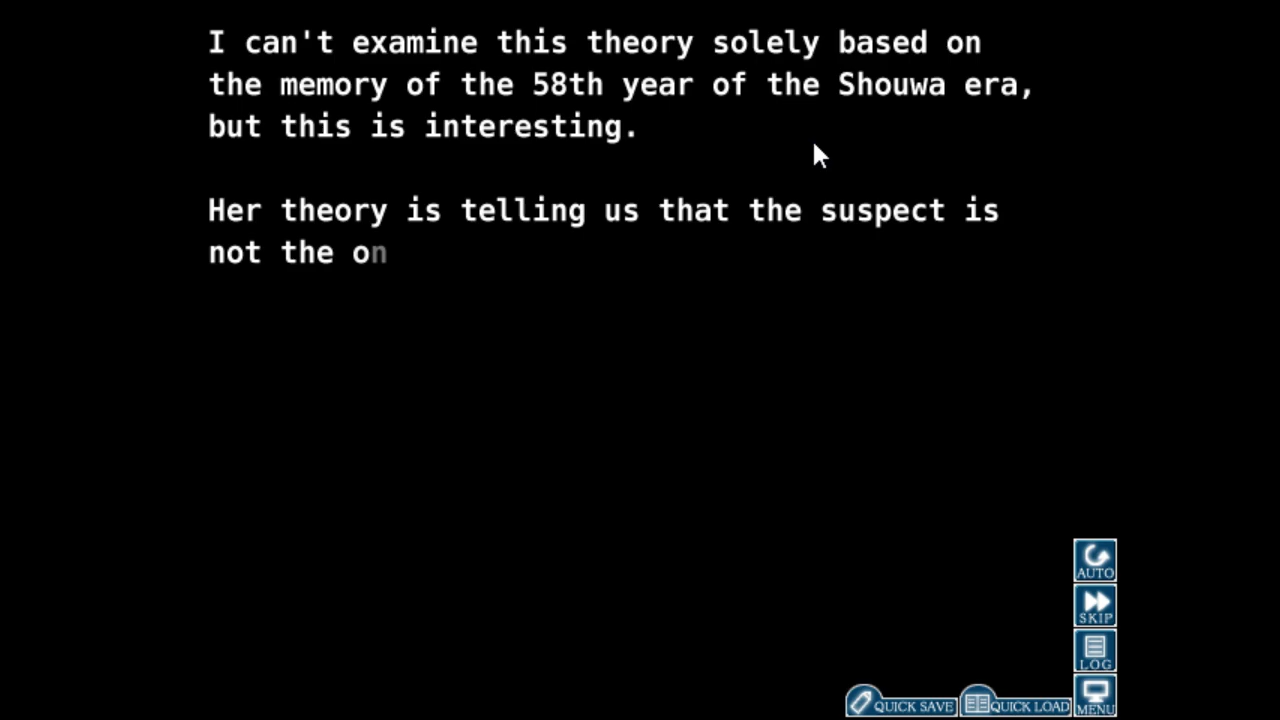 I can't examine this theory solely based on
the memory of the 58th year of the Shouwa era,
but this is interesting.
Her theory is telling us that the suspect is
not the on
AUTO
SKIP
LOG
QUICK SAVE QUICK LOAD MENU